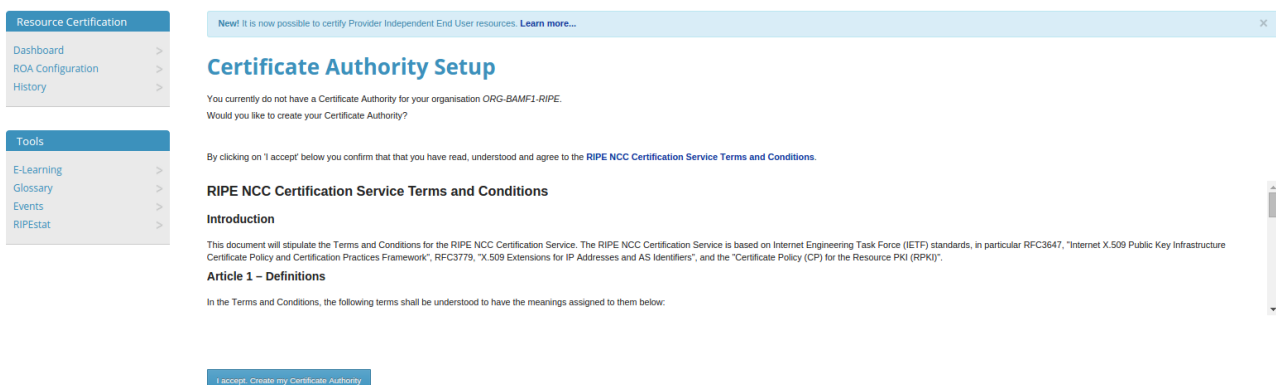 Resource Certification
Dashboard >
ROA Configuration >
History >
Tools
E-Learning >
Glossary >
Events >
RIPEstat >
New! It is now possible to certify Provider Independent End User resources. Learn more... ×
Certificate Authority Setup
You currently do not have a Certificate Authority for your organisation ORG-BAMF1-RIPE.
Would you like to create your Certificate Authority?
By clicking on 'I accept' below you confirm that that you have read, understood and agree to the RIPE NCC Certification Service Terms and Conditions.
RIPE NCC Certification Service Terms and Conditions
Introduction
This document will stipulate the Terms and Conditions for the RIPE NCC Certification Service. The RIPE NCC Certification Service is based on Internet Engineering Task Force (IETF) standards, in particular RFC3647, "Internet X.509 Public Key Infrastructure
Certificate Policy and Certification Practices Framework", RFC3779, "X.509 Extensions for IP Addresses and AS Identifiers", and the "Certificate Policy (CP) for the Resource PKI (RPKI)".
Article 1 – Definitions
In the Terms and Conditions, the following terms shall be understood to have the meanings assigned to them below:
I accept. Create my Certificate Authority